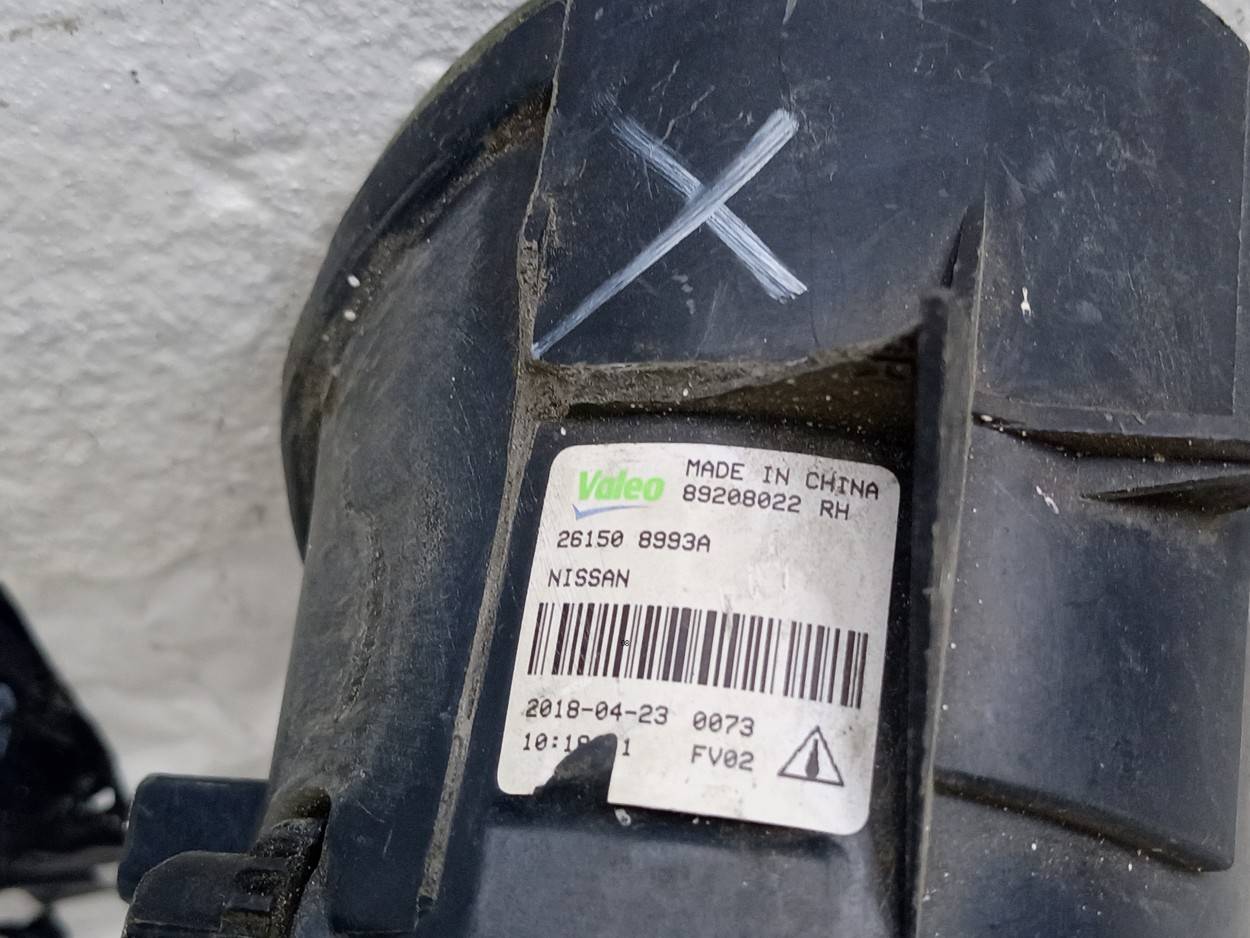 Valeo
MADE IN CHINA
89208022 RH
26150 8993A
NISSAN
2018-04-23 0073
FV02